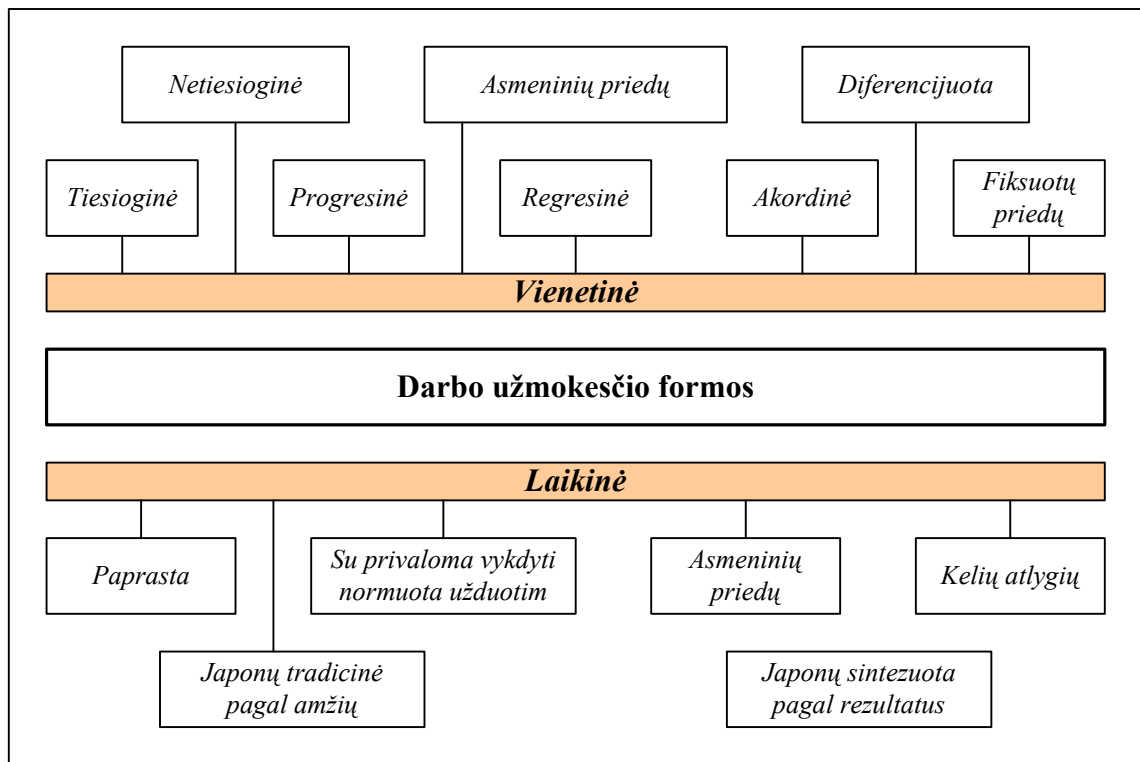 Netiesioginė
Asmeninių priedų
Diferencijuota
Tiesioginė
Progresinė
Regresinė
Akordinė
Fiksuotų
priedų
Vienetinė
Darbo užmokesčio formos
Laikinė
Paprasta
Su privaloma vykdyti
normuota užduotim
Asmeninių
priedų
Kelių atlygių
Japonų tradicinė
pagal amžių
Japonų sintezuota
pagal rezultatus